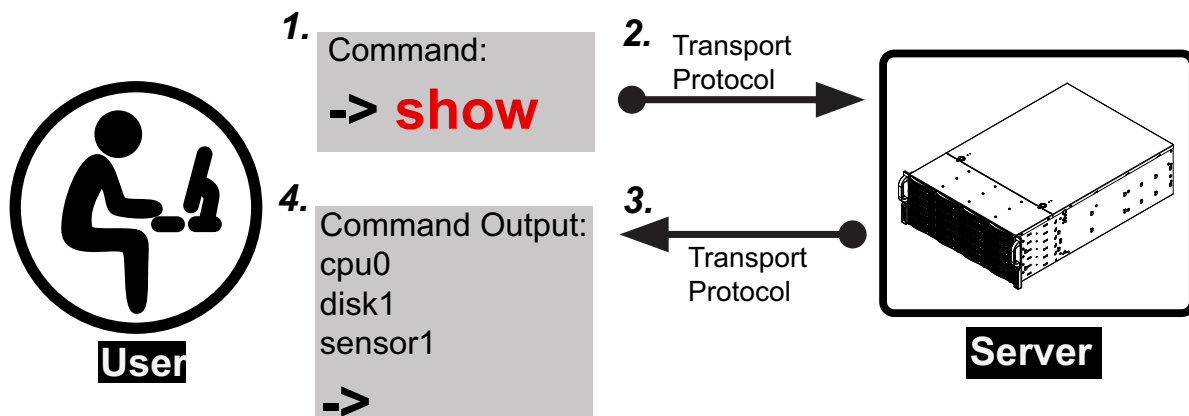 1.
Command:
-> show
2.
Transport
Protocol
3.
Transport
Protocol
4.
Command Output:
cpu0
disk1
sensor1
->
User
Server